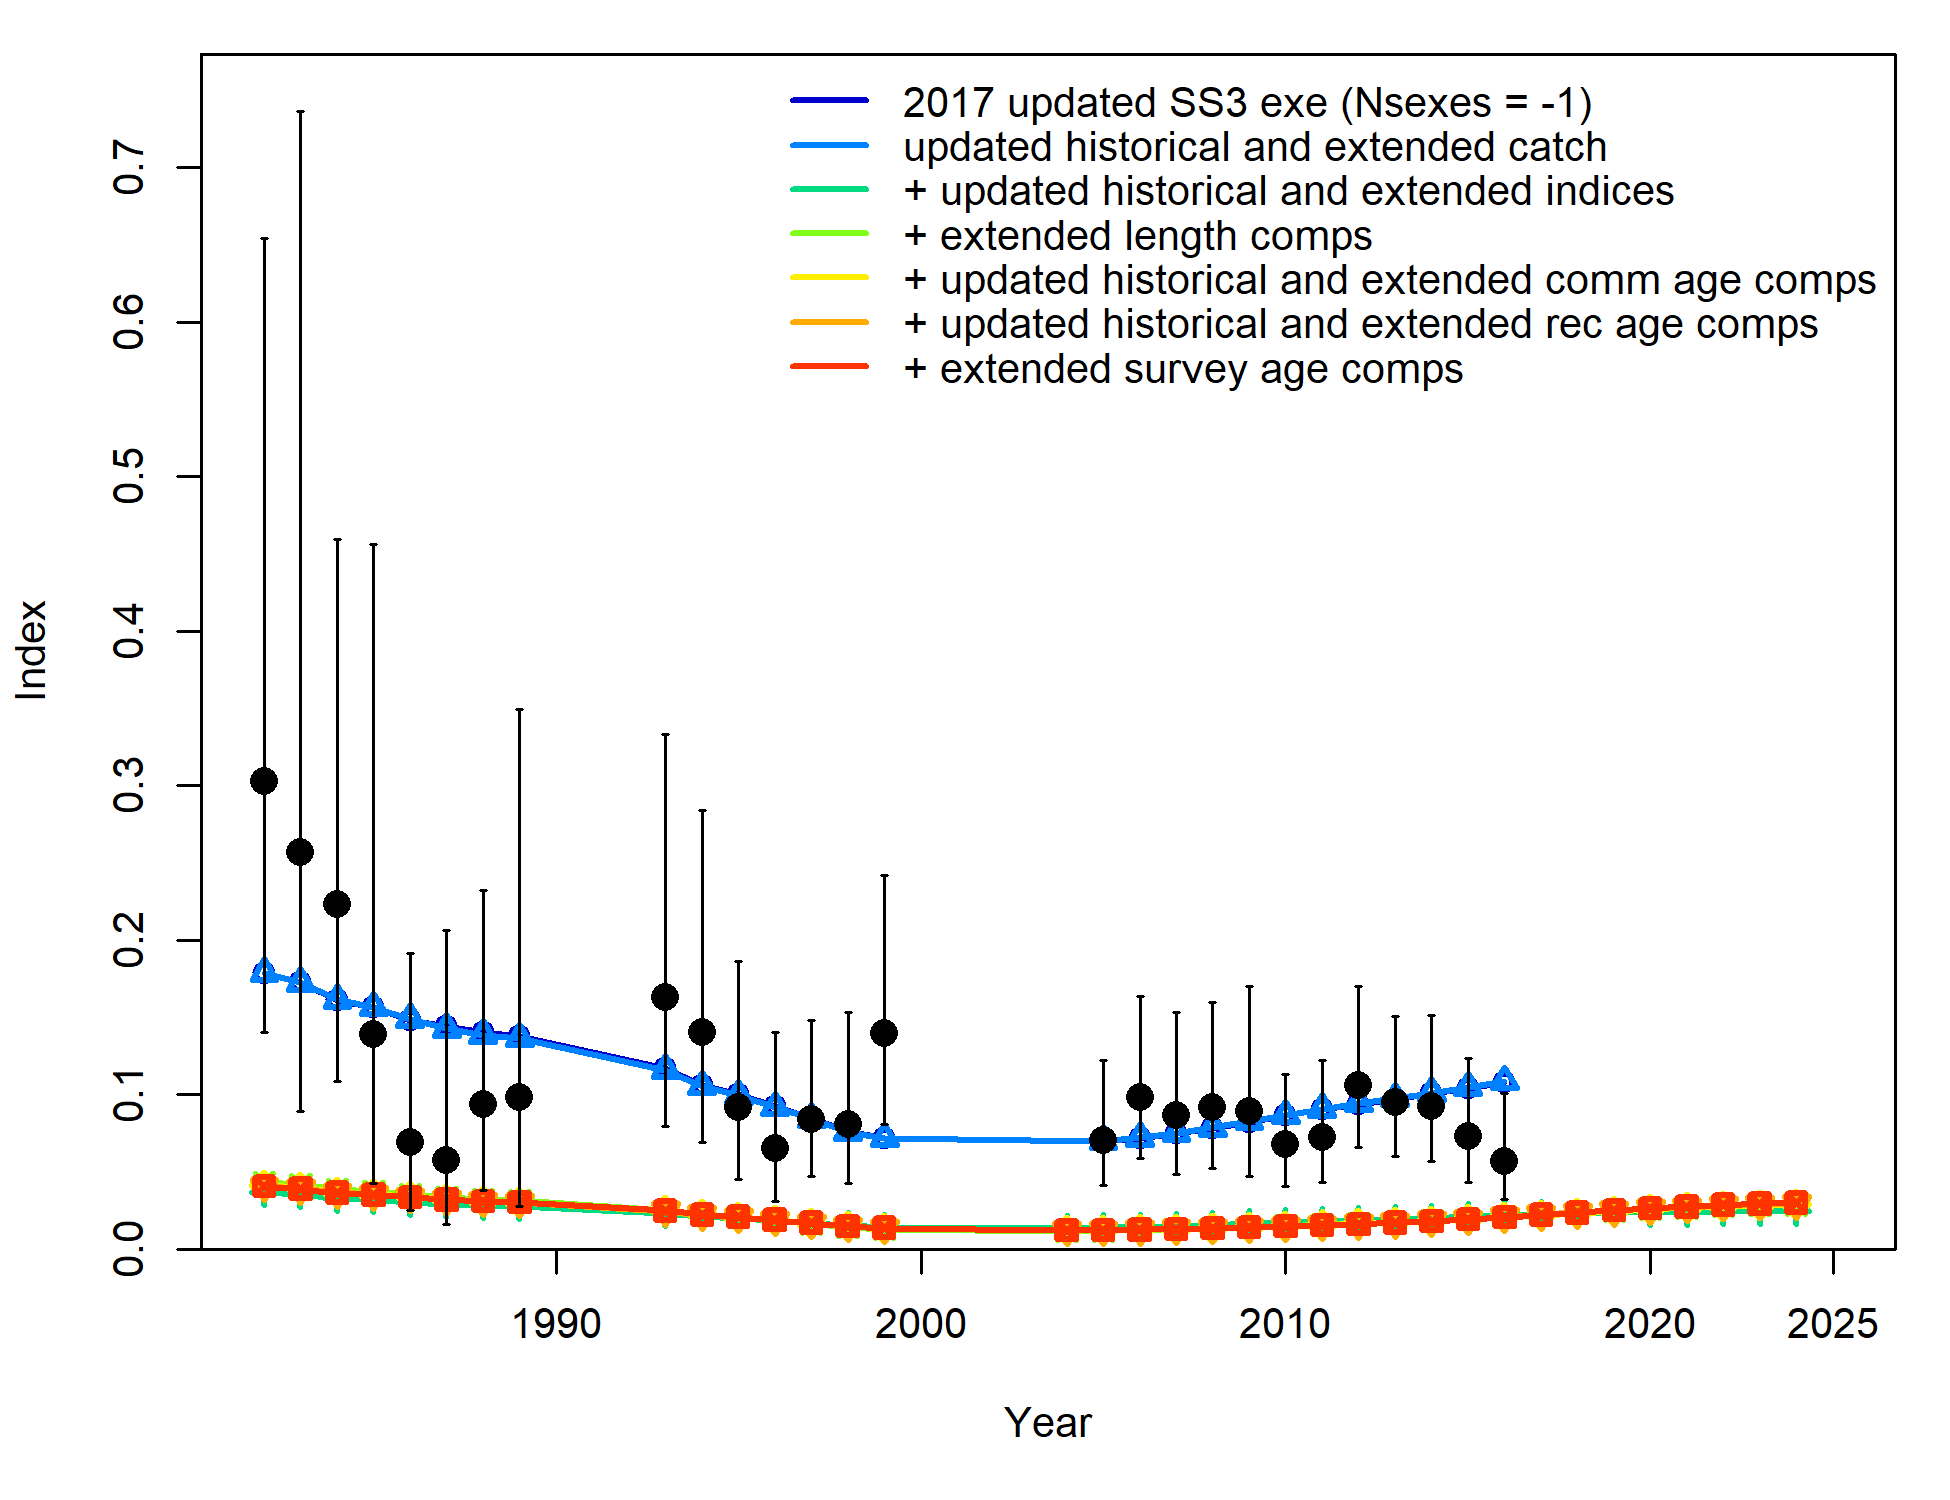 2017 updated SS3 exe (Nsexes = -1)
updated historical and extended catch
+ updated historical and extended indices
+ extended length comps
+ updated historical and extended comm age comps
+ updated historical and extended rec age comps
+ extended survey age comps
0.7
0.6
0.5
0.4
0.3
0.2
0.1
0.0
Index
1990 2000 2010 2020 2025
Year